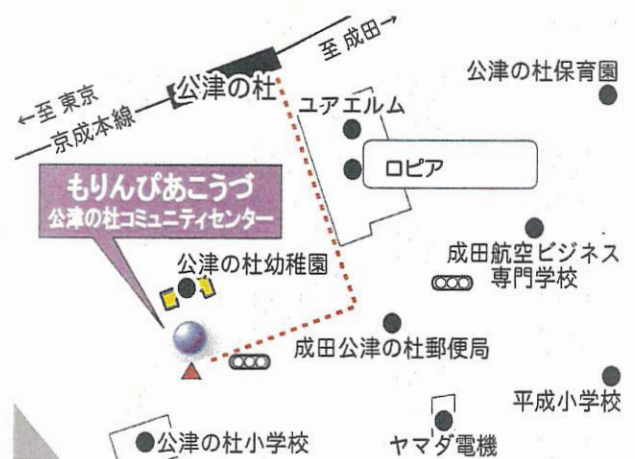 至 成田→
公津の杜
←至 東京
京成本線
公津の杜保育園
ユアエルム
ロピア
もりんぴあこうづ
公津の杜コミュニティセンター
成田航空ビジネス
専門学校
公津の杜幼稚園
成田公津の杜郵便局
平成小学校
公津の杜小学校
ヤマダ電機